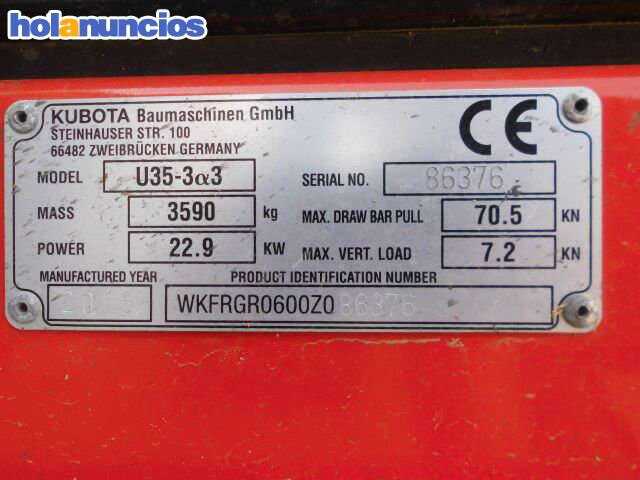 holanuncios
KUBOTA Baumaschinen GmbH
STEINHAUSER STR. 100
66482 ZWEIBRÜCKEN GERMANY
CE
MODEL U35-3α3 SERIAL NO. 86376
MASS 3590 kg MAX. DRAW BAR PULL 70.5 KN
POWER 22.9 KW MAX. VERT. LOAD 7.2 KN
MANUFACTURED YEAR PRODUCT IDENTIFICATION NUMBER
WKFRGR0600Z086376